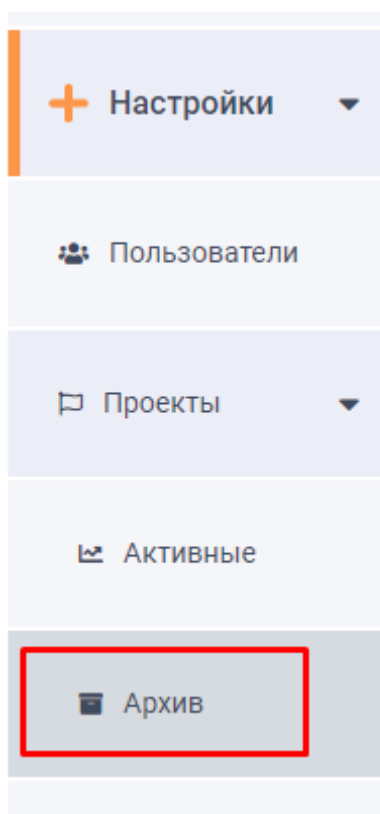 Настройки
Пользователи
Проекты
Активные
Архив